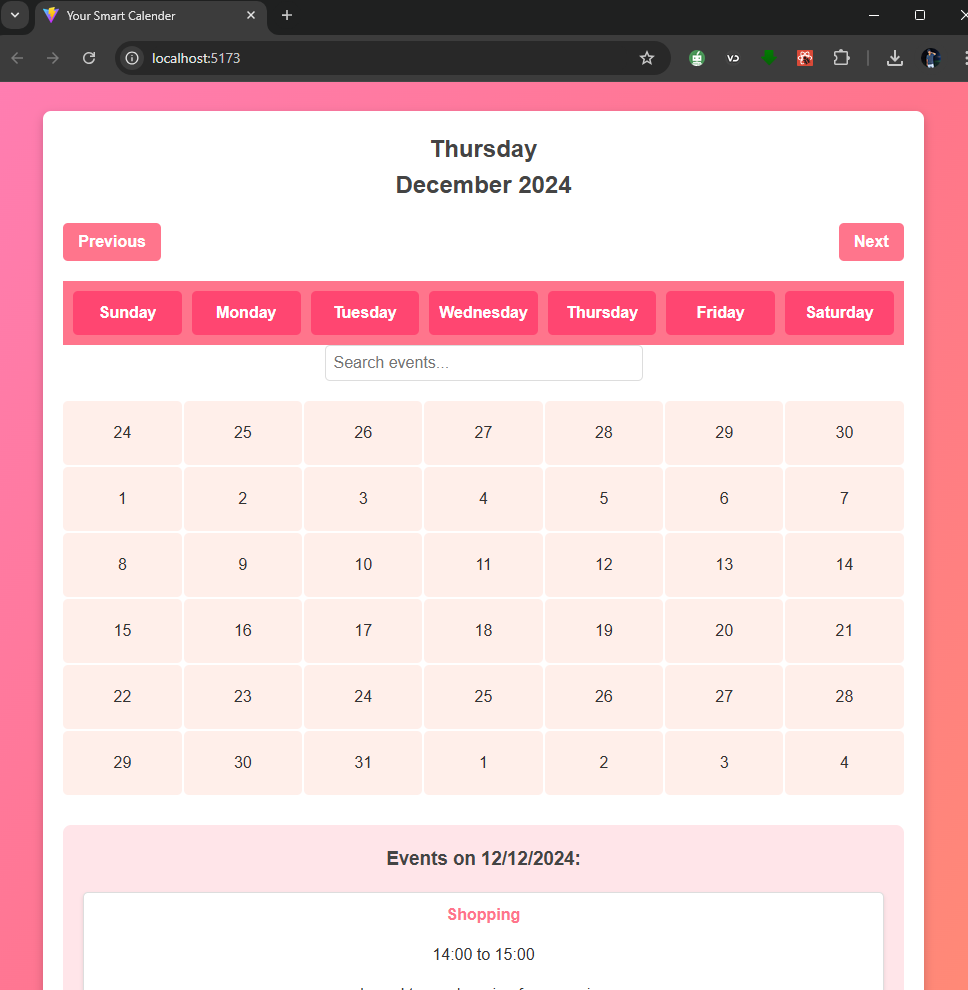 Your Smart Calender
localhost:5173
Thursday
December 2024
Previous Next
Sunday Monday Tuesday Wednesday Thursday Friday Saturday
Search events...
24 25 26 27 28 29 30
1 2 3 4 5 6 7
8 9 10 11 12 13 14
15 16 17 18 19 20 21
22 23 24 25 26 27 28
29 30 31 1 2 3 4
Events on 12/12/2024:
Shopping
14:00 to 15:00